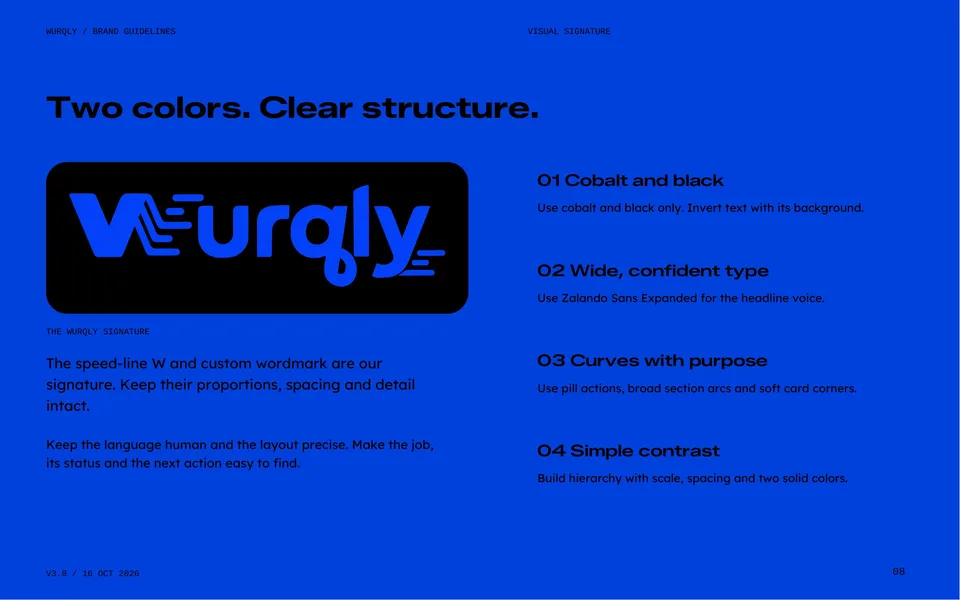 WURQLY / BRAND GUIDELINES
VISUAL SIGNATURE
Two colors. Clear structure.
Wurqly
THE WURQLY SIGNATURE
The speed-line W and custom wordmark are our
signature. Keep their proportions, spacing and detail
intact.
Keep the language human and the layout precise. Make the job,
its status and the next action easy to find.
01 Cobalt and black
Use cobalt and black only. Invert text with its background.
02 Wide, confident type
Use Zalando Sans Expanded for the headline voice.
03 Curves with purpose
Use pill actions, broad section arcs and soft card corners.
04 Simple contrast
Build hierarchy with scale, spacing and two solid colors.
V3.0 / 16 OCT 2026
08